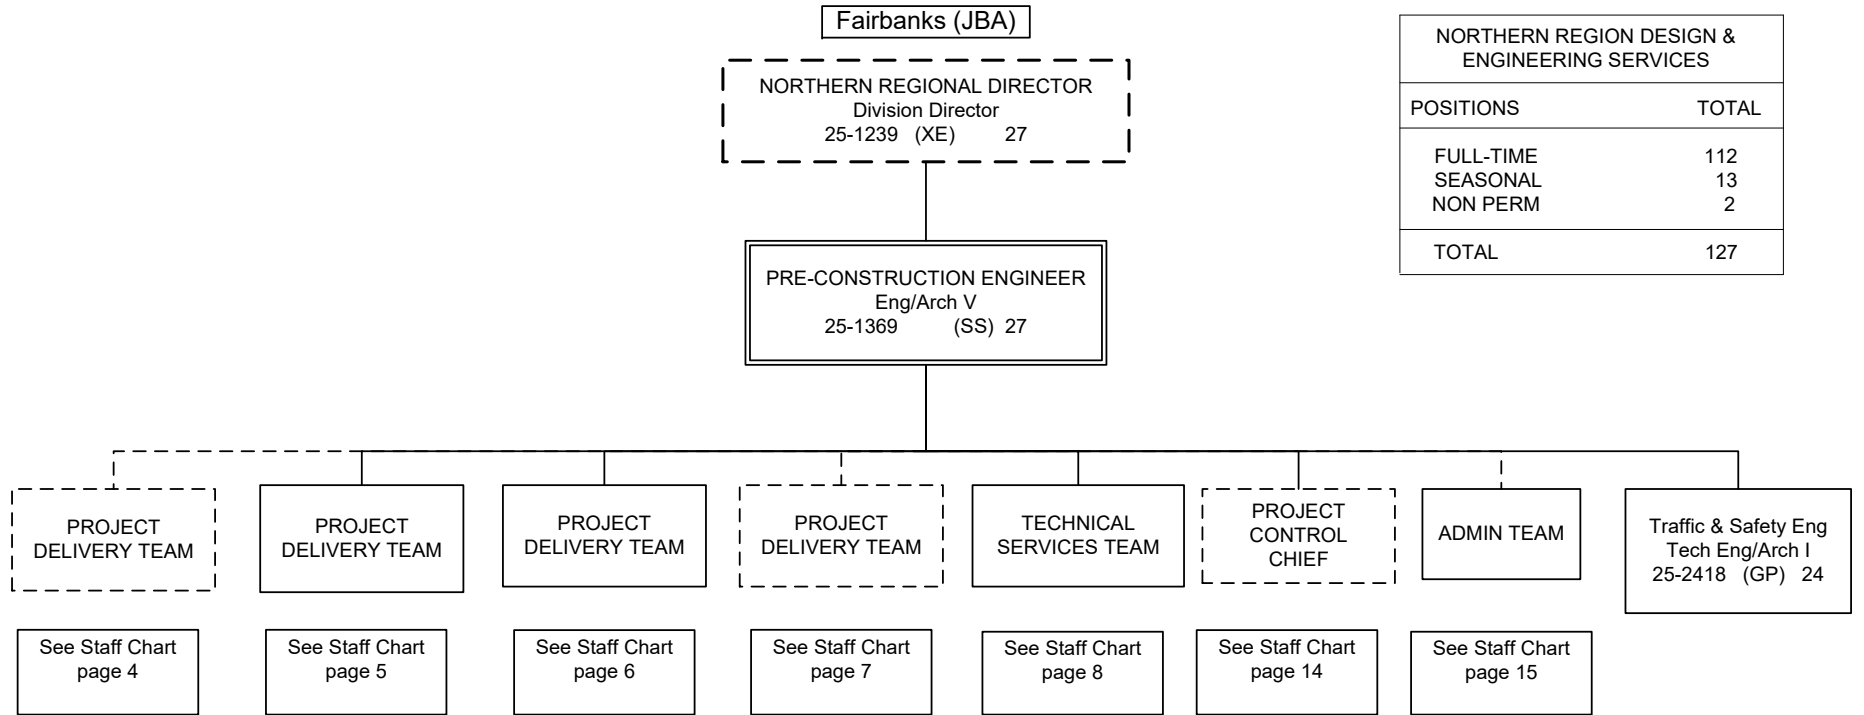 Fairbanks (JBA)
NORTHERN REGIONAL DIRECTOR
Division Director
25-1239 (XE) 27
NORTHERN REGION DESIGN &
ENGINEERING SERVICES
POSITIONS TOTAL
FULL-TIME 112
SEASONAL 13
NON PERM 2
TOTAL 127
PRE-CONSTRUCTION ENGINEER
Eng/Arch V
25-1369 (SS) 27
PROJECT
DELIVERY TEAM
PROJECT
DELIVERY TEAM
PROJECT
DELIVERY TEAM
PROJECT
DELIVERY TEAM
TECHNICAL
SERVICES TEAM
PROJECT
CONTROL
CHIEF
ADMIN TEAM
Traffic & Safety Eng
Tech Eng/Arch I
25-2418 (GP) 24
See Staff Chart
page 4
See Staff Chart
page 5
See Staff Chart
page 6
See Staff Chart
page 7
See Staff Chart
page 8
See Staff Chart
page 14
See Staff Chart
page 15